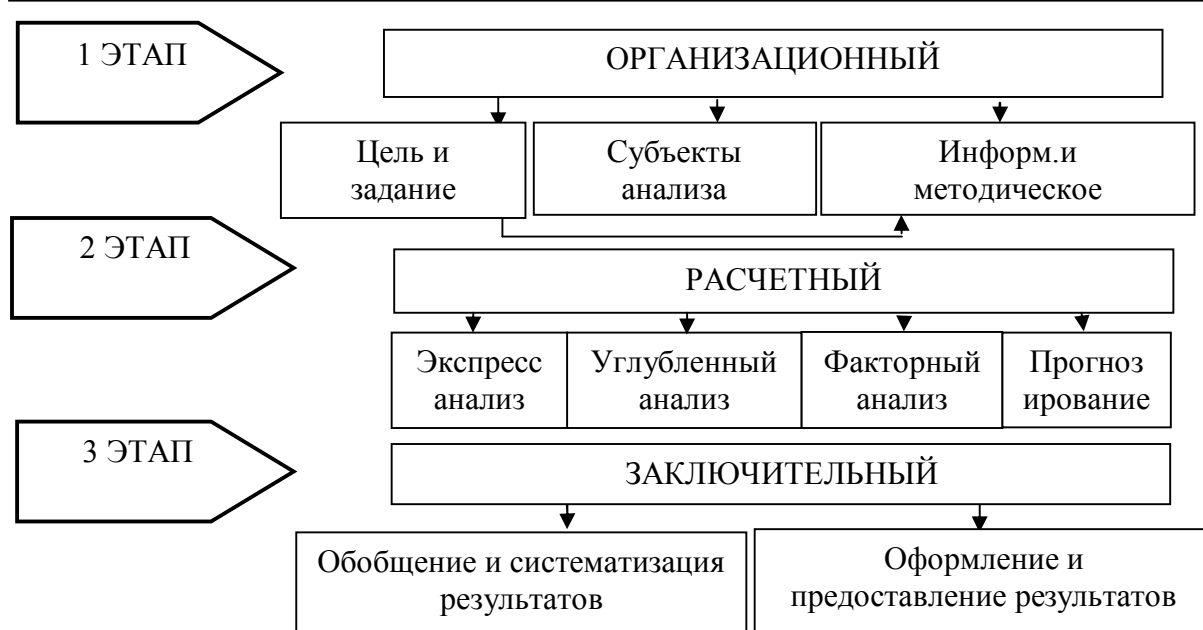 1 ЭТАП
ОРГАНИЗАЦИОННЫЙ
Цель и
задание
Субъекты
анализа
Информ.и
методическое
2 ЭТАП
РАСЧЕТНЫЙ
Экспресс
анализ
Углубленный
анализ
Факторный
анализ
Прогноз
ирование
3 ЭТАП
ЗАКЛЮЧИТЕЛЬНЫЙ
Обобщение и систематизация
результатов
Оформление и
предоставление результатов